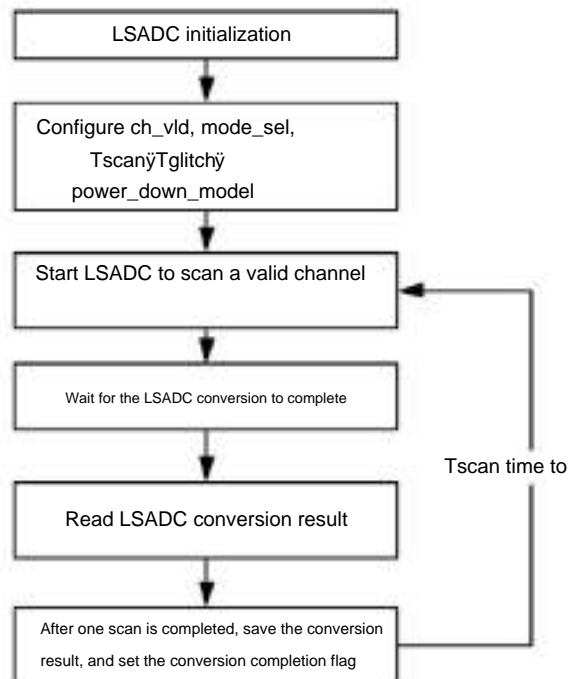 LSADC initialization
Configure ch_vld, mode_sel,
TscanÿTglitchÿ
power_down_model
Start LSADC to scan a valid channel
Wait for the LSADC conversion to complete
Tscan time to
Read LSADC conversion result
After one scan is completed, save the conversion
result, and set the conversion completion flag